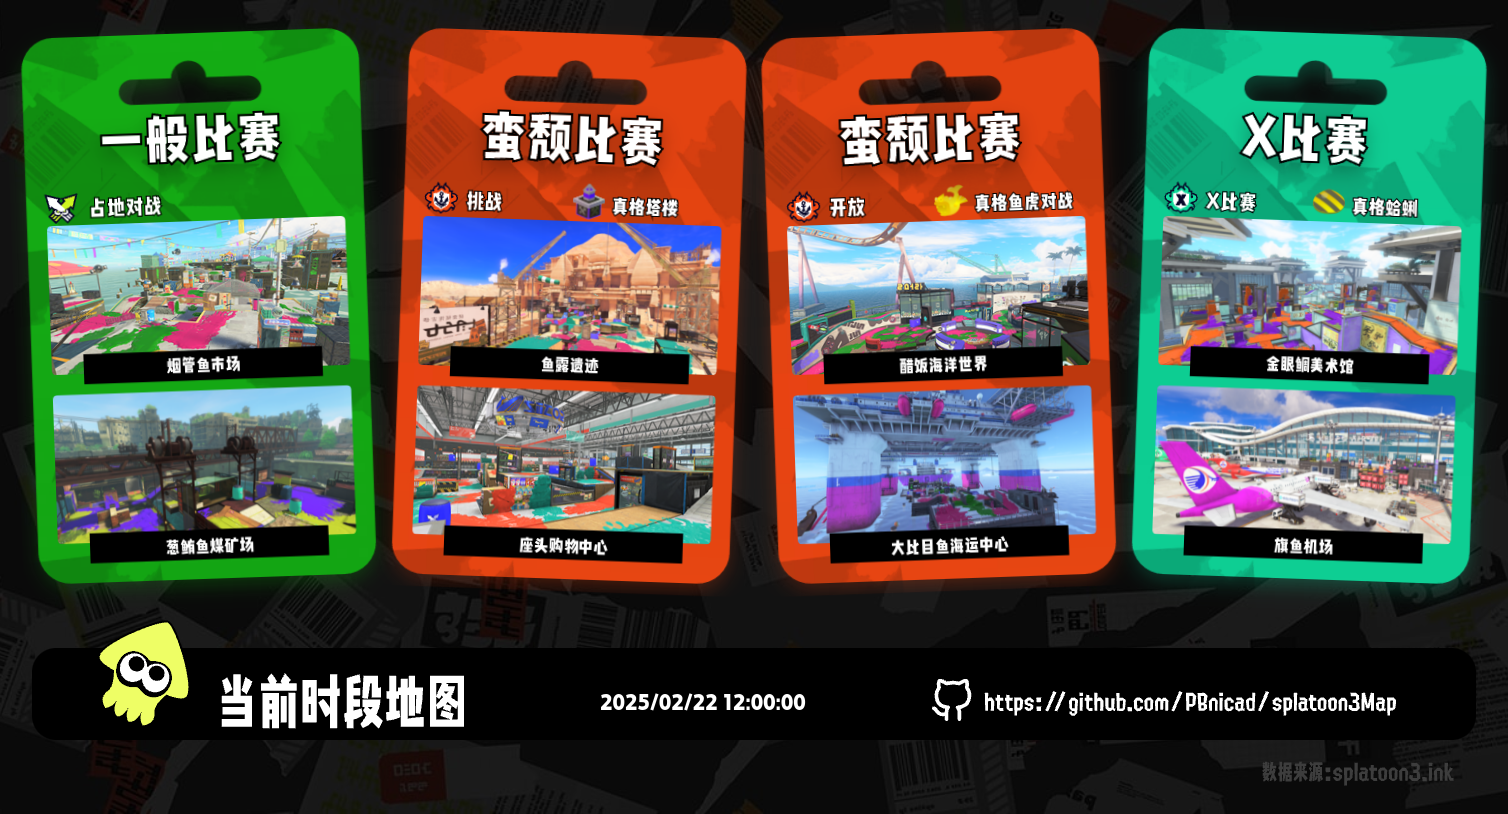 一般比赛
占地对战
烟管鱼市场
葱鲔鱼煤矿场
蛮颓比赛
挑战
真格塔楼
鱼露遗迹
座头购物中心
蛮颓比赛
开放
真格鱼虎对战
醋饭海洋世界
大比目鱼海运中心
X比赛
X比赛
真格蛤蜊
金眼鲷美术馆
旗鱼机场
当前时段地图
2025/02/22 12:00:00
https://github.com/PBnicad/splatoon3Map
数据来源:splatoon3.ink